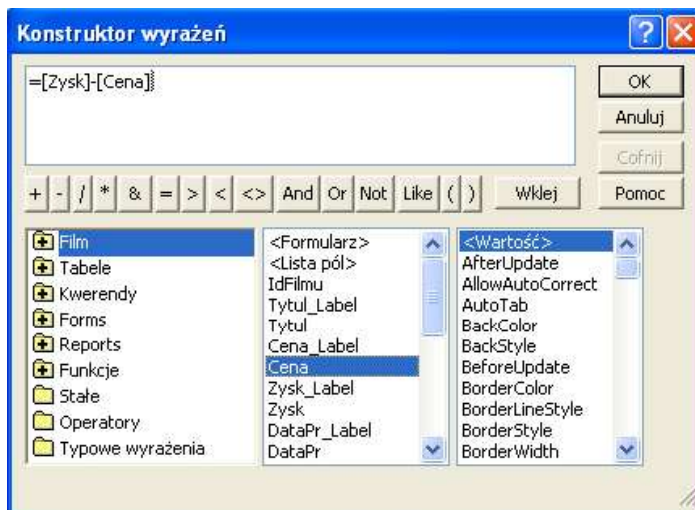 Konstruktor wyrażeń
=[Zysk]-[Cena]
OK
Anuluj
Cofnij
+ - / * & = > < <> And Or Not Like ( ) Wklej Pomoc
Film
Tabele
Kwerendy
Forms
Reports
Funkcje
Stałe
Operatory
Typowe wyrażenia
<Formularz>
<Lista pól>
IdFilmu
Tytul_Label
Tytul
Cena_Label
Cena
Zysk_Label
Zysk
DataPr_Label
DataPr
<Wartość>
AfterUpdate
AllowAutoCorrect
AutoTab
BackColor
BackStyle
BeforeUpdate
BorderColor
BorderLineStyle
BorderStyle
BorderWidth